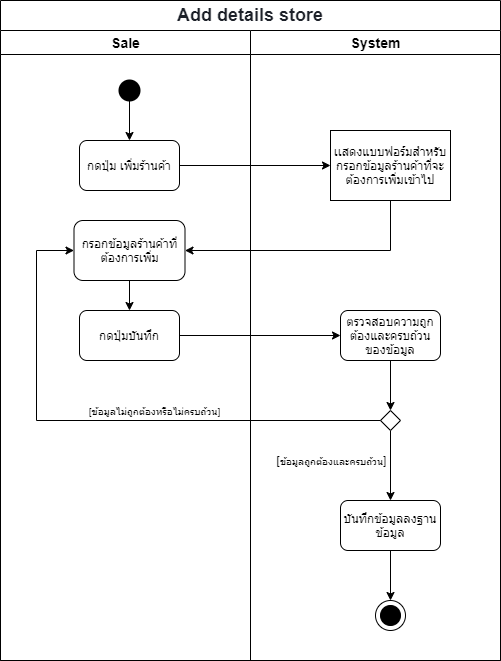 Add details store
Sale
System
กดปุ่ม เพิ่มร้านค้า
แสดงแบบฟอร์มสำหรับ
กรอกข้อมูลร้านค้าที่จะ
ต้องการเพิ่มเข้าไป
กรอกข้อมูลร้านค้าที่
ต้องการเพิ่ม
กดปุ่มบันทึก
ตรวจสอบความถูก
ต้องและครบถ้วน
ของข้อมูล
[ข้อมูลไม่ถูกต้องหรือไม่ครบถ้วน]
[ข้อมูลถูกต้องและครบถ้วน]
บันทึกข้อมูลลงฐาน
ข้อมูล